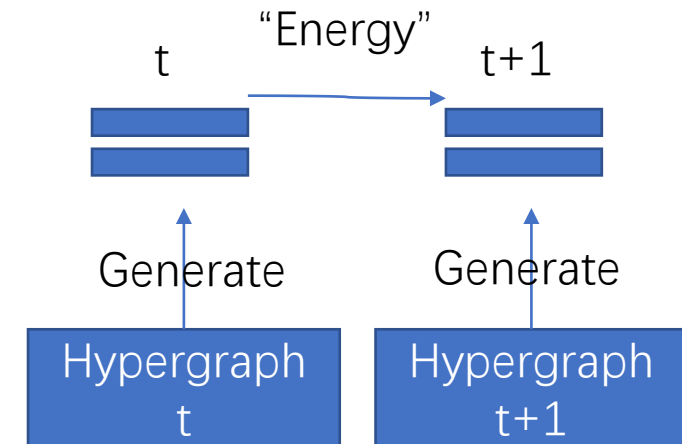 “Energy”
t
t+1
Generate
Generate
Hypergraph
t
Hypergraph
t+1